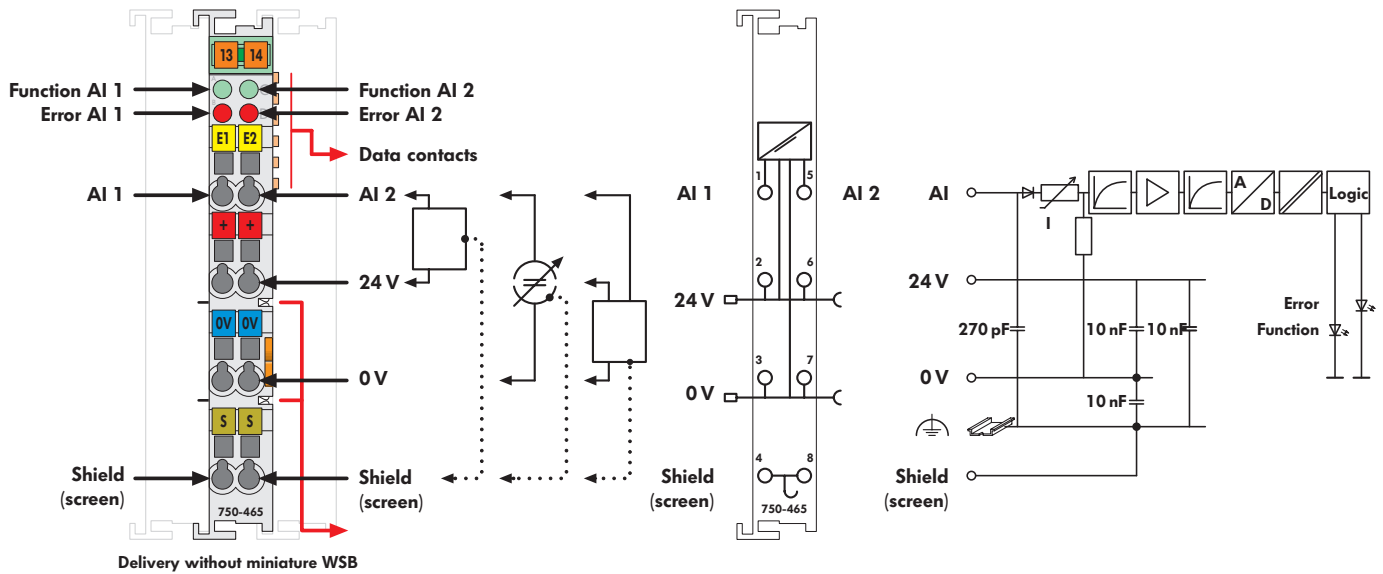 13 14
Function AI 1
Function AI 2
Error AI 1
Error AI 2
E1 E2
Data contacts
AI 1
AI 2
+ +
24 V
0V 0V
0 V
S S
Shield
(screen)
Shield
(screen)
750-465
Delivery without miniature WSB
1 5
AI 1
AI 2
2 6
24 V
3 7
0 V
4 8
Shield
(screen)
750-465
AI
I
A
D
Logic
24 V
270 pF
10 nF
10 nF
Error
Function
0 V
10 nF
Shield
(screen)